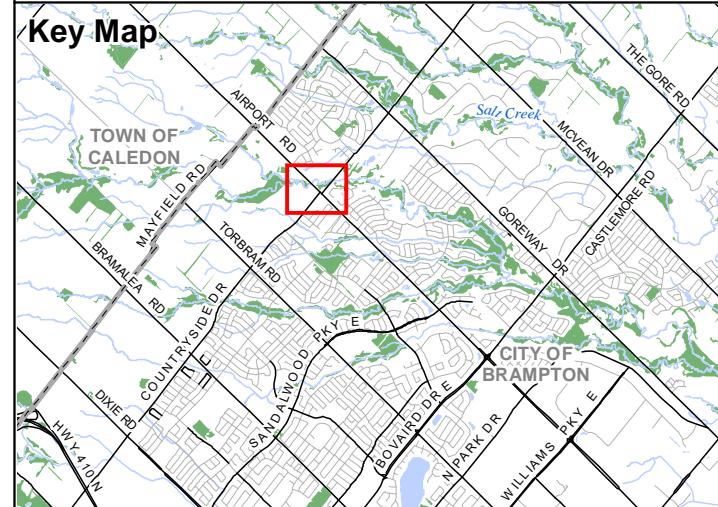 Key Map
THE GORE RD
AIRPORT RD
Salt Creek
MCVEAN DR
TOWN OF
CALEDON
MAYFIELD RD
CASTLEMORE RD
GOREWAY DR
TORBRAM RD
BRAMALEA RD
COUNTRYSIDE DR
SANDALWOOD PKY E
CITY OF
BRAMPTON
DIXIE RD
BOVAIRD DR E
N PARK DR
WILLIAMS PKY E
HWY 410 N